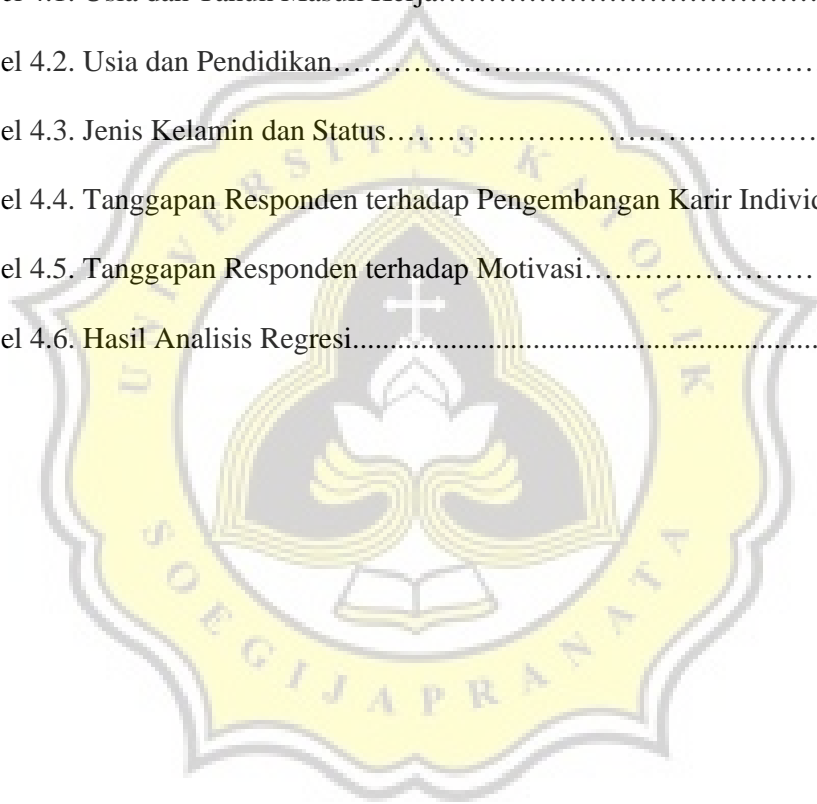 el 4.1. Usia dan Tahun Masuk Kerja
el 4.2. Usia dan Pendidikan……………………………………………
el 4.3. Jenis Kelamin dan Status………………………………………
el 4.4. Tanggapan Responden terhadap Pengembangan Karir Individ
el 4.5. Tanggapan Responden terhadap Motivasi……………………
el 4.6. Hasil Analisis Regresi....................................................................
UNIVERSITAS KATOLIK
SOEGIJAPRANATA